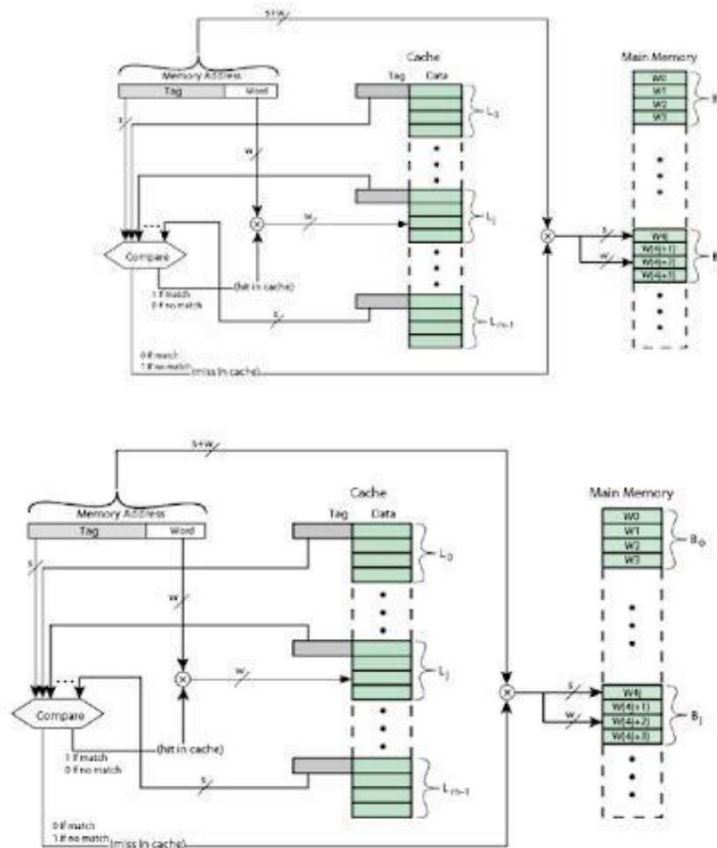 s+w
Cache
Main Memory
Memory Address
Tag Data
Tag Word
W0
W1
W2
W3
L0
B
s
w
w
Lj
s
W4j
W(4j+1)
w
W(4j+2)
W(4j+3)
B
Compare
(hit in cache)
1 if match
0 if no match
s
Lm-1
0 if match
1 if no match
(miss in cache)
s+w
Cache
Main Memory
Memory Address
Tag Data
Tag Word
W0
W1
W2
W3
L0
B0
s
w
w
Lj
s
W4j
W(4j+1)
w
W(4j+2)
W(4j+3)
Bj
Compare
(hit in cache)
1 if match
0 if no match
s
Lm-1
0 if match
1 if no match
(miss in cache)